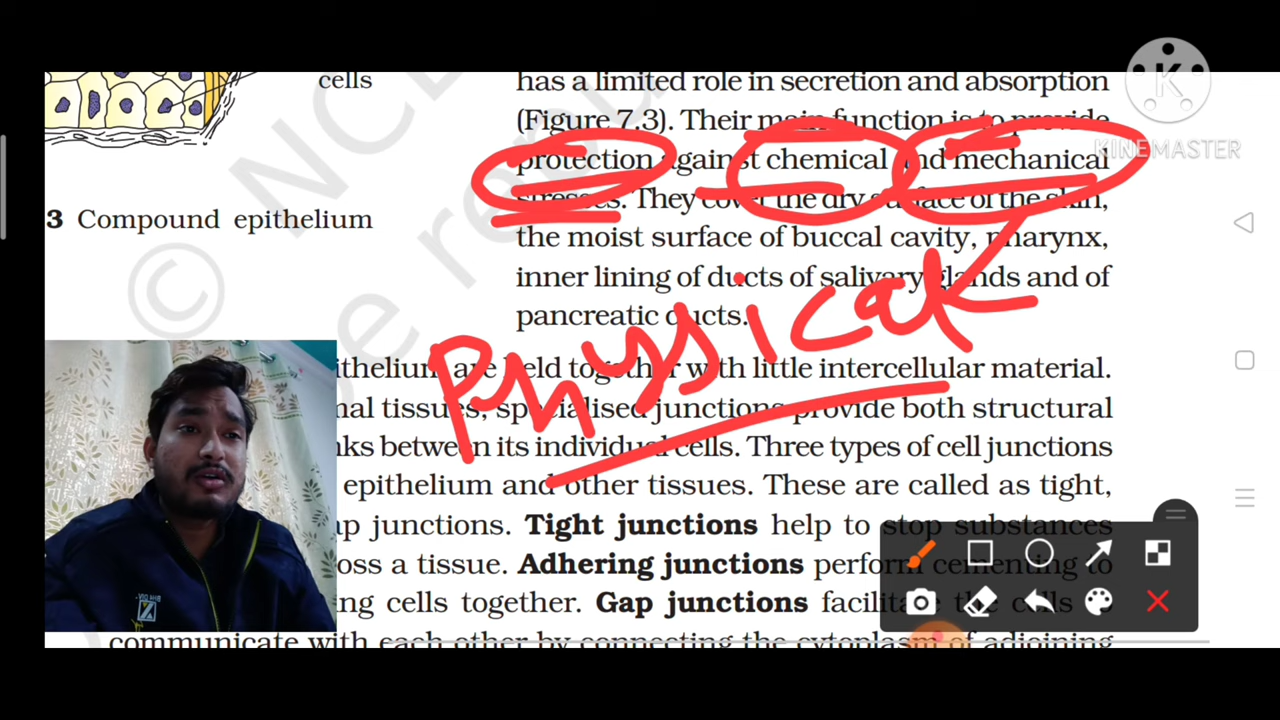 cells
3 Compound epithelium
has a limited role in secretion and absorption
(Figure 7.3). Their main function is to provide
protection against chemical and mechanical
stresses. They cover the dry surface of the skin,
the moist surface of buccal cavity, pharynx,
inner lining of ducts of salivary glands and of
pancreatic ducts.
Physical
ithelium are held together with little intercellular material.
nal tissues, specialised junctions provide both structural
nks between its individual cells. Three types of cell junctions
epithelium and other tissues. These are called as tight,
ap junctions. Tight junctions help to stop substances
oss a tissue. Adhering junctions perform cementing to
ing cells together. Gap junctions facilitate the cells
communicate with each other by connecting the cytoplasm of adjoining
K
KINEMASTER
© NCE
be repu